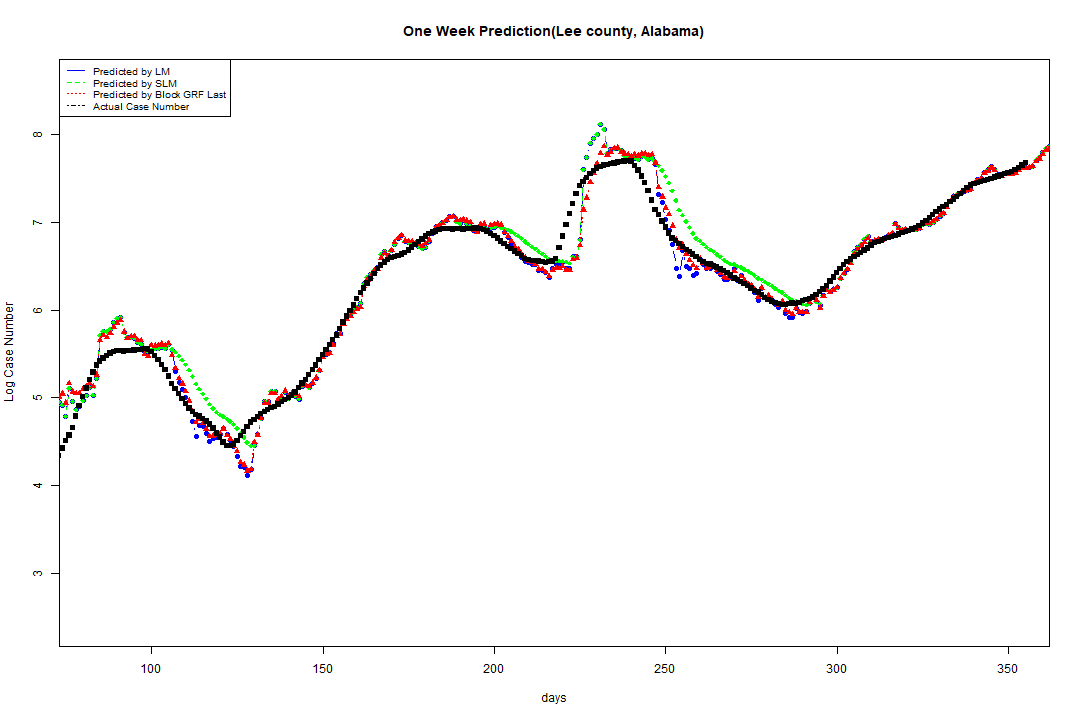 One Week Prediction(Lee county, Alabama)
Predicted by LM
Predicted by SLM
Predicted by Block GRF Last
Actual Case Number
8
7
6
5
4
3
Log Case Number
100 150 200 250 300 350
days